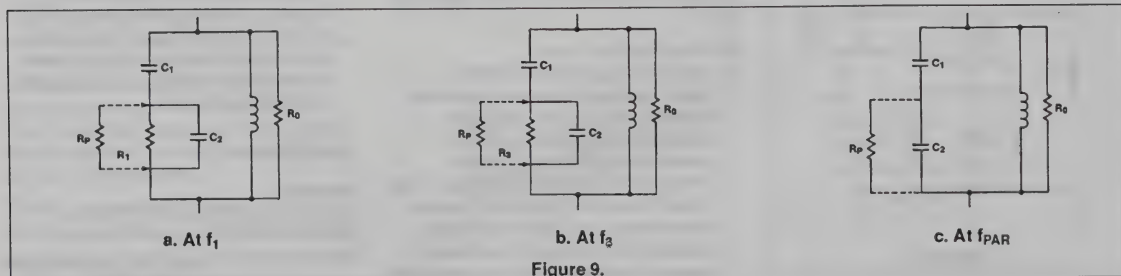 C1
RP
R1
C2
R0
a. At f1
C1
RP
R3
C2
R0
b. At f3
C1
RP
C2
R0
c. At fPAR
Figure 9.